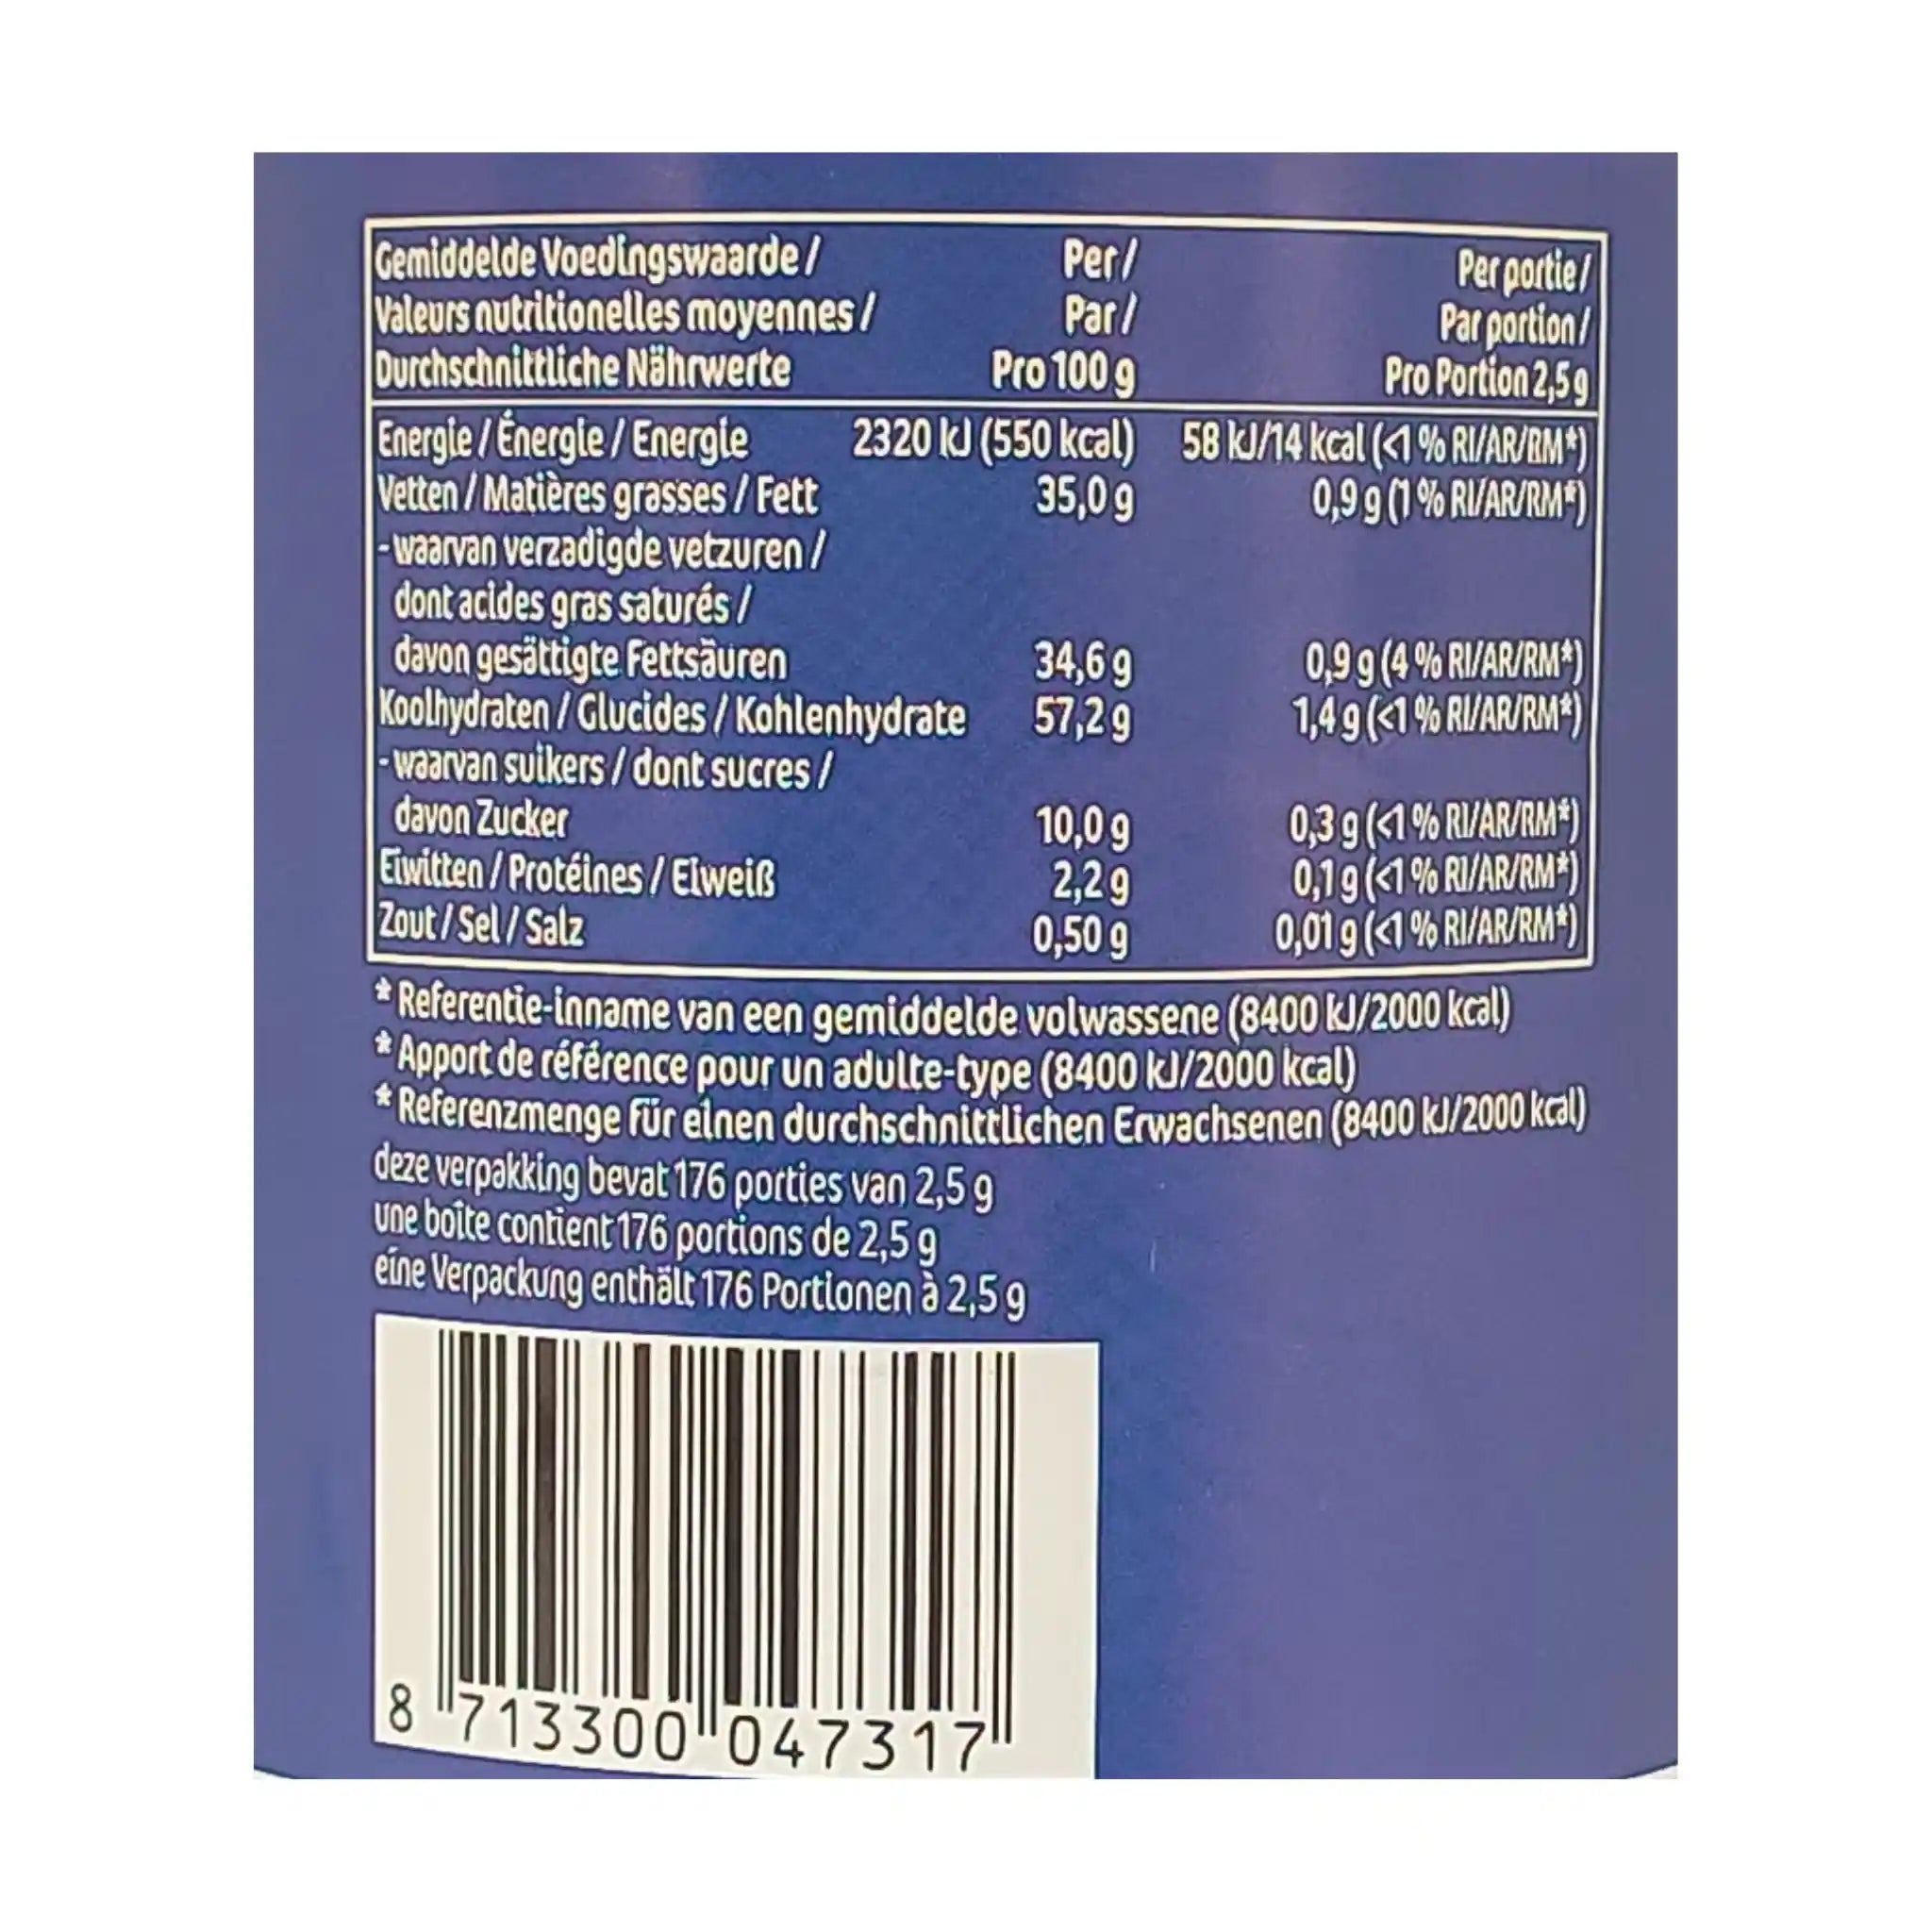 Gemiddelde Voedingswaarde / Per / Per portie /
Valeurs nutritionelles moyennes / Par / Par portion /
Durchschnittliche Nährwerte Pro 100 g Pro Portion 2,5 g
Energie / Énergie / Energie 2320 kJ (550 kcal) 58 kJ/14 kcal (<1 % RI/AR/RM*)
Vetten / Matières grasses / Fett 35,0 g 0,9 g (1 % RI/AR/RM*)
- waarvan verzadigde vetzuren /
dont acides gras saturés /
davon gesättigte Fettsäuren 34,6 g 0,9 g (4 % RI/AR/RM*)
Koolhydraten / Glucides / Kohlenhydrate 57,2 g 1,4 g (<1 % RI/AR/RM*)
- waarvan suikers / dont sucres /
davon Zucker 10,0 g 0,3 g (<1 % RI/AR/RM*)
Eiwitten / Protéines / Eiweiß 2,2 g 0,1 g (<1 % RI/AR/RM*)
Zout / Sel / Salz 0,50 g 0,01 g (<1 % RI/AR/RM*)
* Referentie-inname van een gemiddelde volwassene (8400 kJ/2000 kcal)
* Apport de référence pour un adulte-type (8400 kJ/2000 kcal)
* Referenzmenge für einen durchschnittlichen Erwachsenen (8400 kJ/2000 kcal)
deze verpakking bevat 176 porties van 2,5 g
une boîte contient 176 portions de 2,5 g
eine Verpackung enthält 176 Portionen à 2,5 g
8 713300 047317